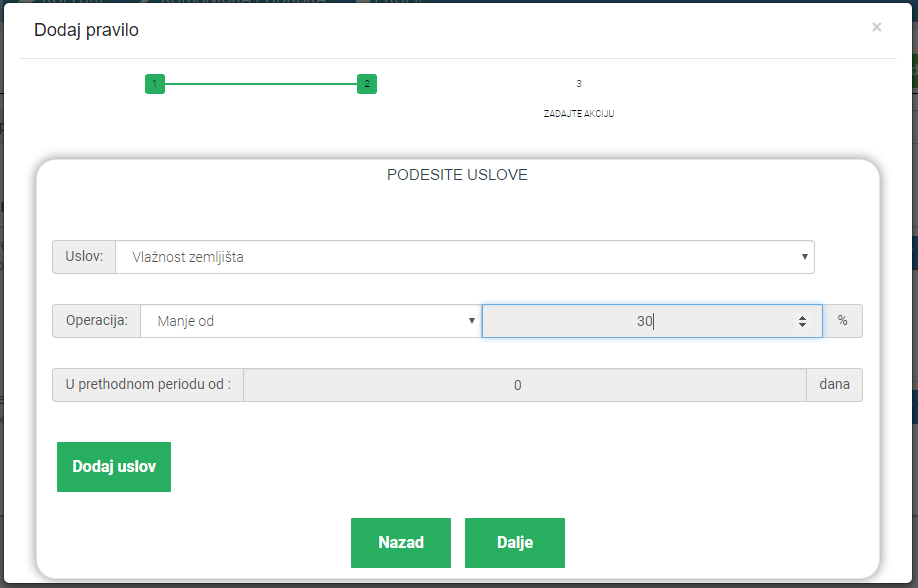 Dodaj pravilo
×
1
2
3
ZADAJTE AKCIJU
PODESITE USLOVE
Uslov: Vlažnost zemljišta
Operacija: Manje od 30 %
U prethodnom periodu od : 0 dana
Dodaj uslov
Nazad Dalje